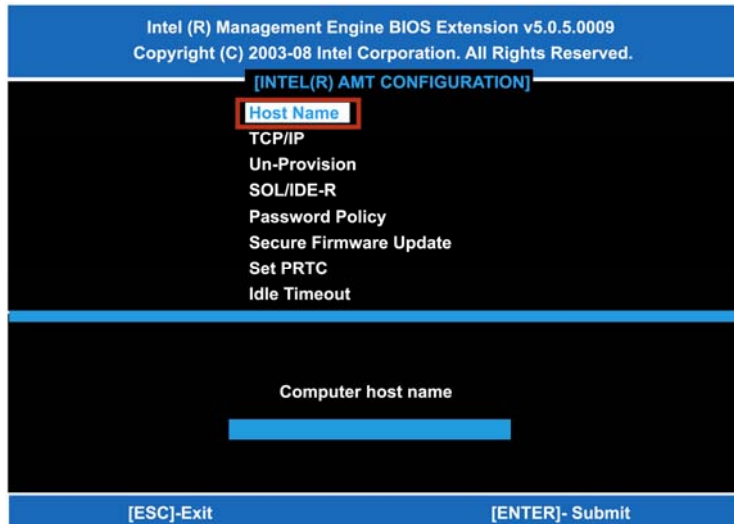 Intel (R) Management Engine BIOS Extension v5.0.5.0009
Copyright (C) 2003-08 Intel Corporation. All Rights Reserved.
[INTEL(R) AMT CONFIGURATION]
Host Name
TCP/IP
Un-Provision
SOL/IDE-R
Password Policy
Secure Firmware Update
Set PRTC
Idle Timeout
Computer host name
[ESC]-Exit
[ENTER]- Submit